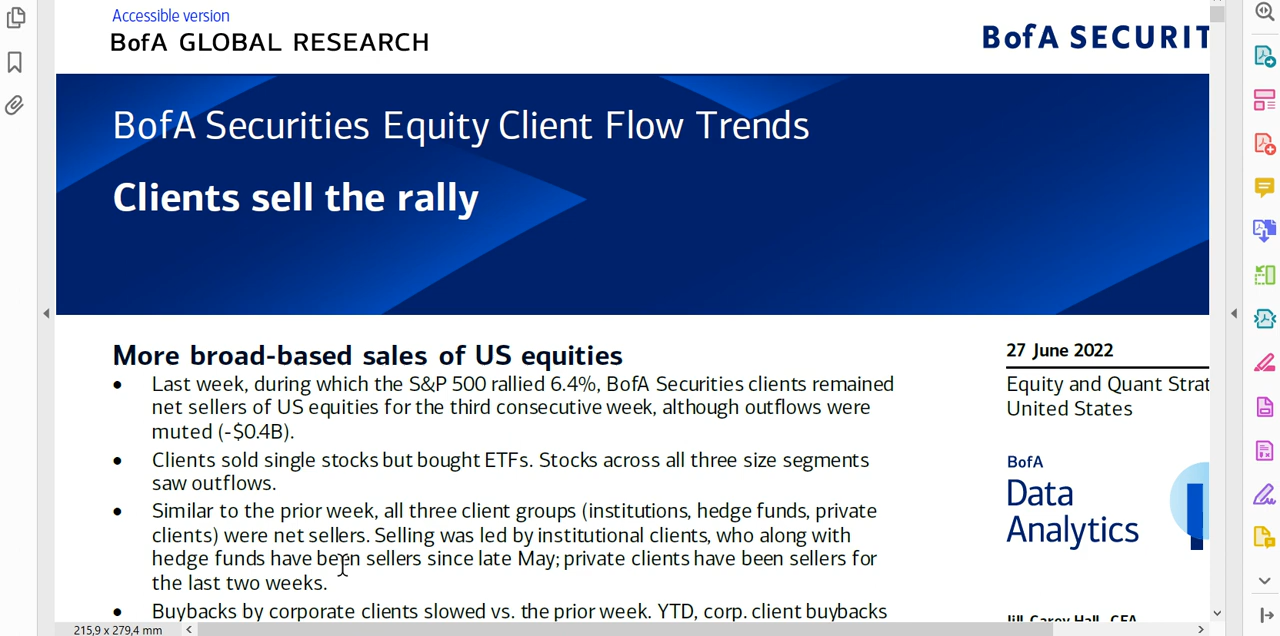 Accessible version
BofA GLOBAL RESEARCH
BofA SECURIT
BofA Securities Equity Client Flow Trends
Clients sell the rally
More broad-based sales of US equities
• Last week, during which the S&P 500 rallied 6.4%, BofA Securities clients remained
net sellers of US equities for the third consecutive week, although outflows were
muted (-$0.4B).
• Clients sold single stocks but bought ETFs. Stocks across all three size segments
saw outflows.
• Similar to the prior week, all three client groups (institutions, hedge funds, private
clients) were net sellers. Selling was led by institutional clients, who along with
hedge funds have been sellers since late May; private clients have been sellers for
the last two weeks.
• Buybacks by corporate clients slowed vs. the prior week. YTD, corp. client buybacks
27 June 2022
Equity and Quant Strat
United States
BofA
Data
Analytics
Jill Carey Hall, CFA
215,9 x 279,4 mm